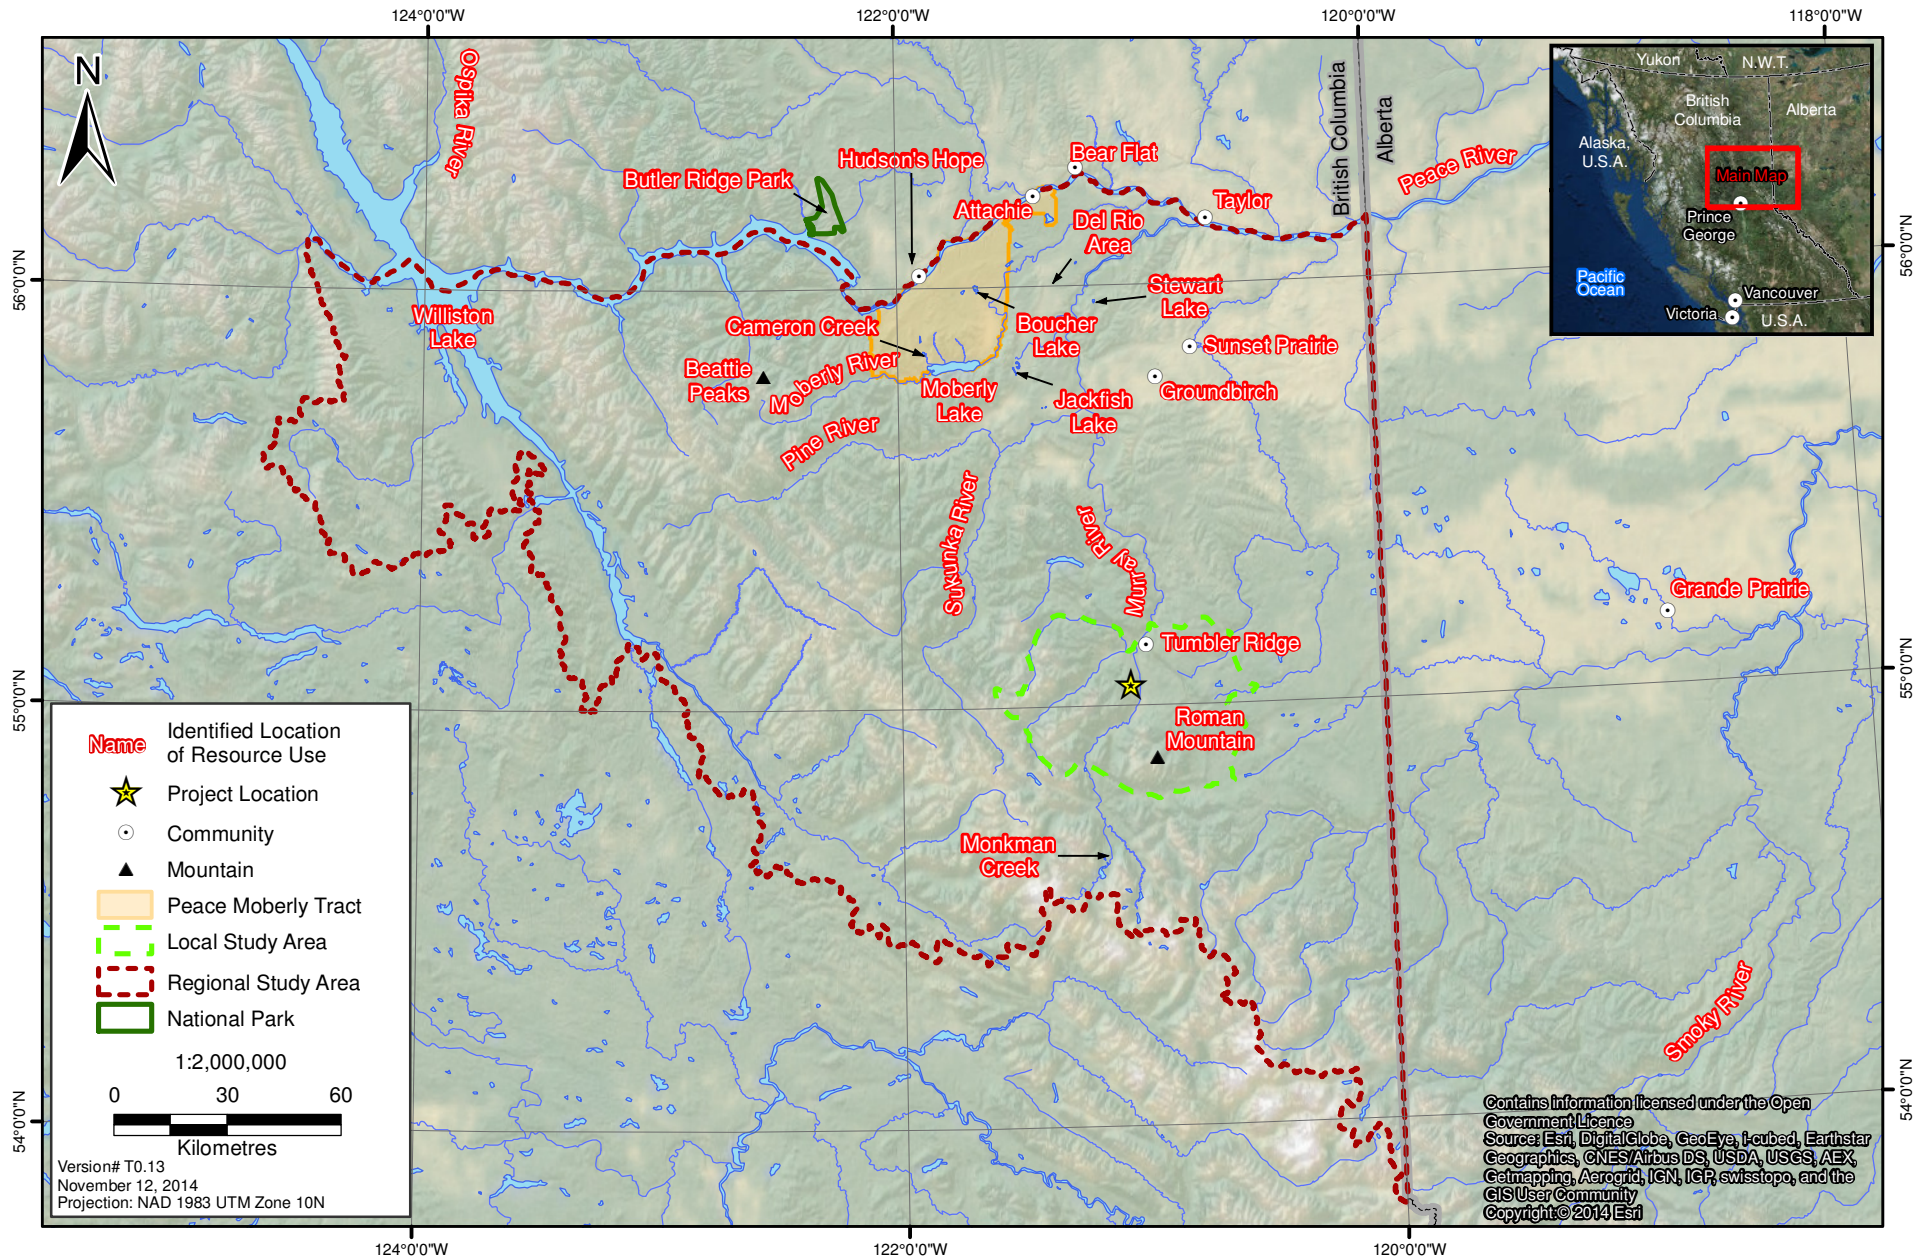 124°0'0"W
122°0'0"W
120°0'0"W
118°0'0"W
N
Ospika River
Butler Ridge Park
Hudson's Hope
Bear Flat
Attachie
Del Rio
Area
Taylor
British Columbia
Alberta
Peace River
Yukon
N.W.T.
British
Columbia
Alberta
Alaska,
U.S.A.
Main Map
Prince
George
Pacific
Ocean
Vancouver
Victoria
U.S.A.
56°0'0"N
56°0'0"N
Williston
Lake
Cameron Creek
Stewart
Lake
Boucher
Lake
Sunset Prairie
Beattie
Peaks
Moberly River
Moberly
Lake
Jackfish
Lake
Groundbirch
Pine River
Sukunka River
Murray River
Grande Prairie
Tumbler Ridge
55°0'0"N
55°0'0"N
Roman
Mountain
Monkman
Creek
Smoky River
Name
Identified Location
of Resource Use
Project Location
Community
Mountain
Peace Moberly Tract
Local Study Area
Regional Study Area
National Park
1:2,000,000
0 30 60
Kilometres
Version# T0.13
November 12, 2014
Projection: NAD 1983 UTM Zone 10N
54°0'0"N
54°0'0"N
Contains information licensed under the Open
Government Licence
Source: Esri, DigitalGlobe, GeoEye, i-cubed, Earthstar
Geographics, CNES/Airbus DS, USDA, USGS, AEX,
Getmapping, Aerogrid, IGN, IGP, swisstopo, and the
GIS User Community
Copyright:© 2014 Esri
124°0'0"W
122°0'0"W
120°0'0"W